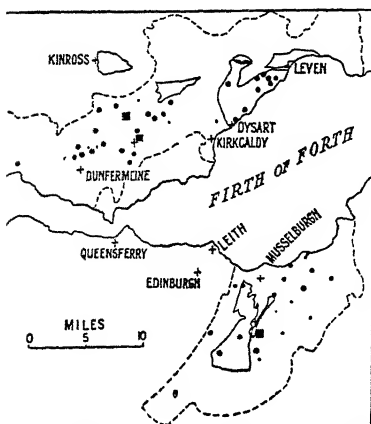 KINROSS
LEVEN
DYSART
KIRKCALDY
DUNFERMLINE
FIRTH OF FORTH
QUEENSFERRY
LEITH
MUSSELBURGH
EDINBURGH
MILES
0 5 10